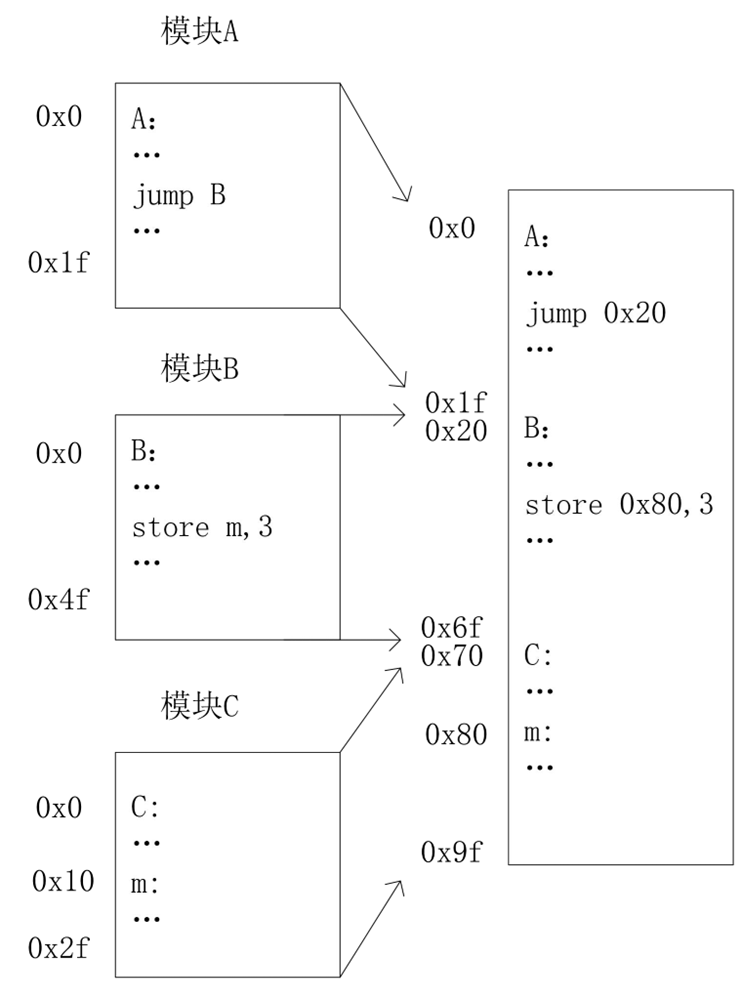 模块A
0x0
A:
…
jump B
…
0x1f
模块B
0x0
B:
…
store m,3
…
0x4f
模块C
0x0
C:
…
0x10
m:
…
0x2f
0x0
A:
…
jump 0x20
…
0x1f
0x20
B:
…
store 0x80,3
…
0x6f
0x70
C:
…
0x80
m:
…
0x9f